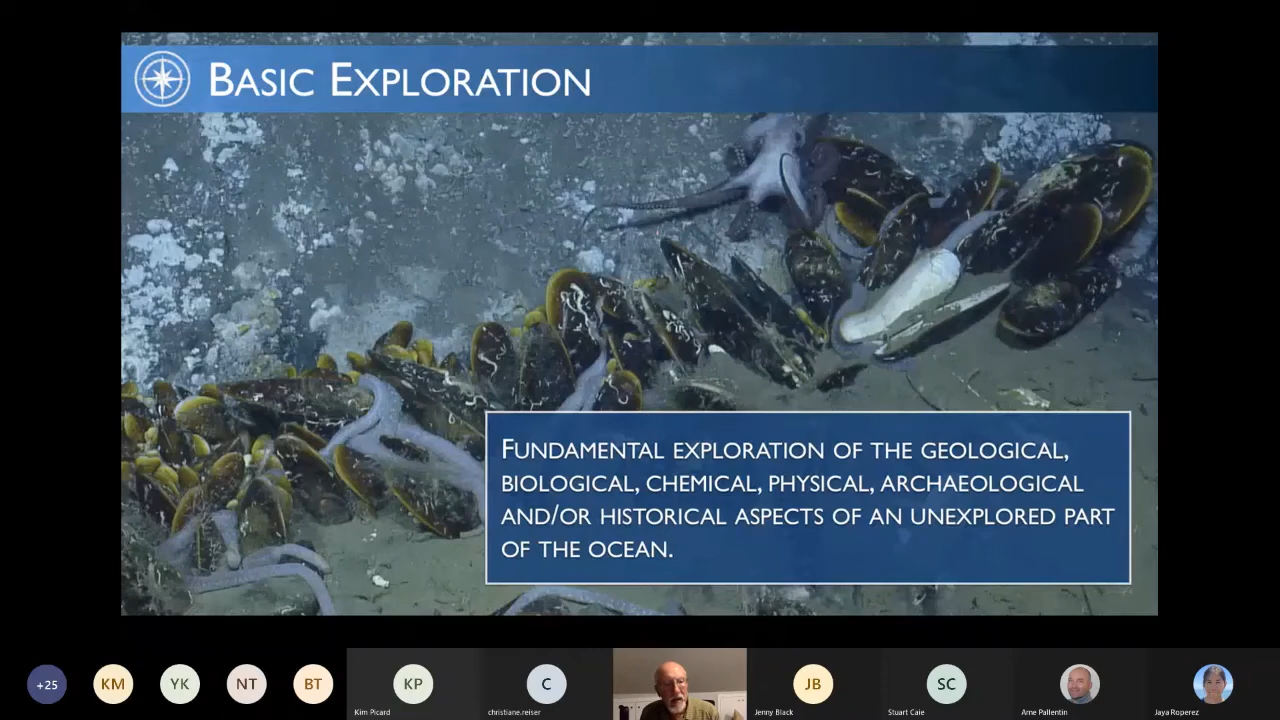 BASIC EXPLORATION
FUNDAMENTAL EXPLORATION OF THE GEOLOGICAL,
BIOLOGICAL, CHEMICAL, PHYSICAL, ARCHAEOLOGICAL
AND/OR HISTORICAL ASPECTS OF AN UNEXPLORED PART
OF THE OCEAN.
+25
KM
YK
NT
BT
KP
C
JB
SC
Kim Picard
christiane.reiser
Jenny Black
Stuart Caie
Arne Pallentin
Jaya Roperez